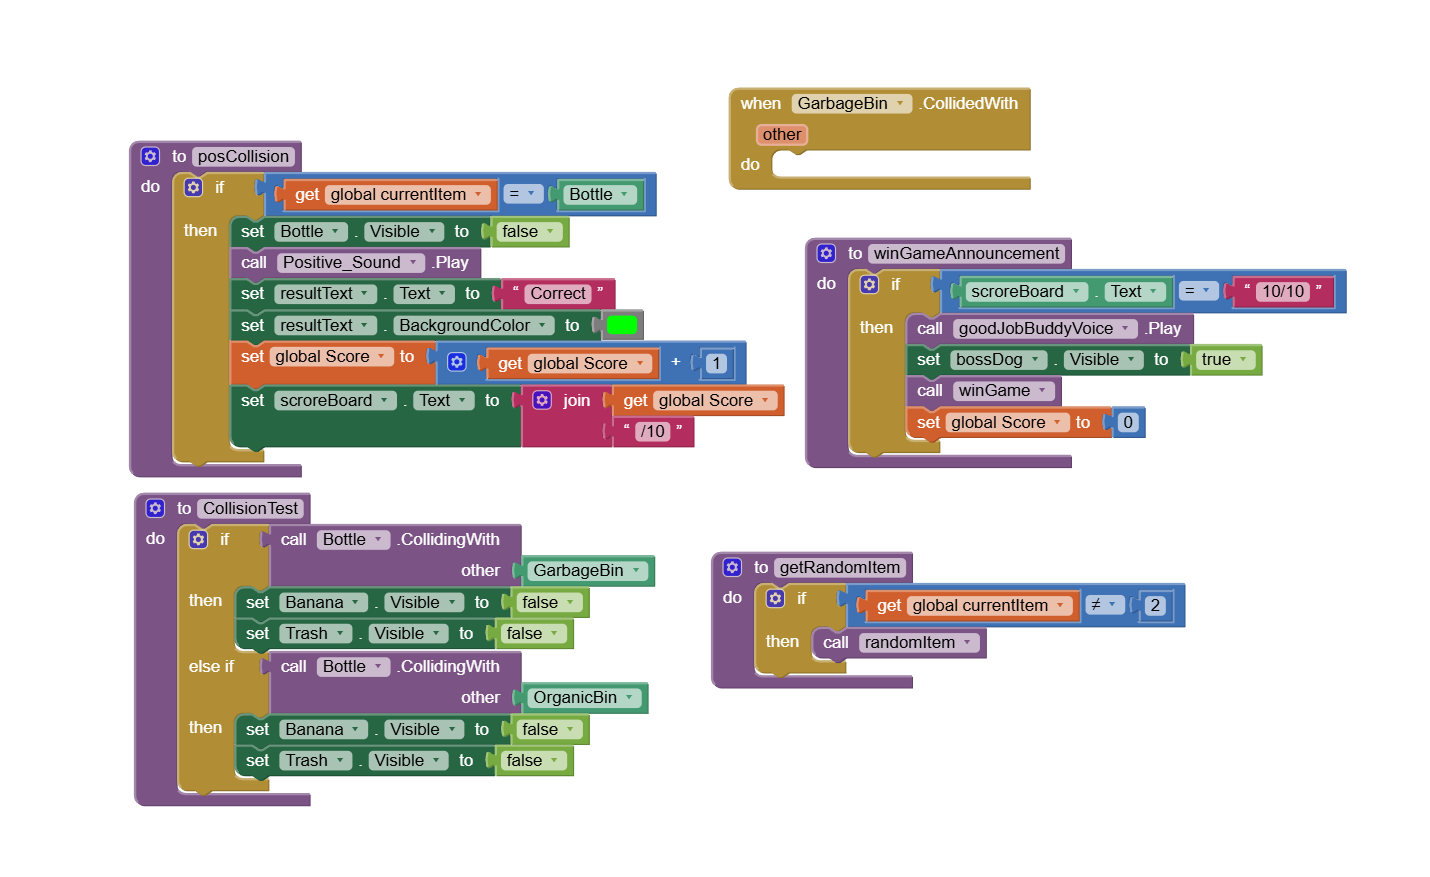 to posCollision
do if get global currentItem = Bottle
then set Bottle . Visible to false
call Positive_Sound .Play
set resultText . Text to “ Correct ”
set resultText . BackgroundColor to
set global Score to get global Score + 1
set scroreBoard . Text to join get global Score
“ /10 ”
to CollisionTest
do if call Bottle .CollidingWith
other GarbageBin
then set Banana . Visible to false
set Trash . Visible to false
else if call Bottle .CollidingWith
other OrganicBin
then set Banana . Visible to false
set Trash . Visible to false
when GarbageBin .CollidedWith
other
do
to winGameAnnouncement
do if scroreBoard . Text = “ 10/10 ”
then call goodJobBuddyVoice .Play
set bossDog . Visible to true
call winGame
set global Score to 0
to getRandomItem
do if get global currentItem ≠ 2
then call randomItem